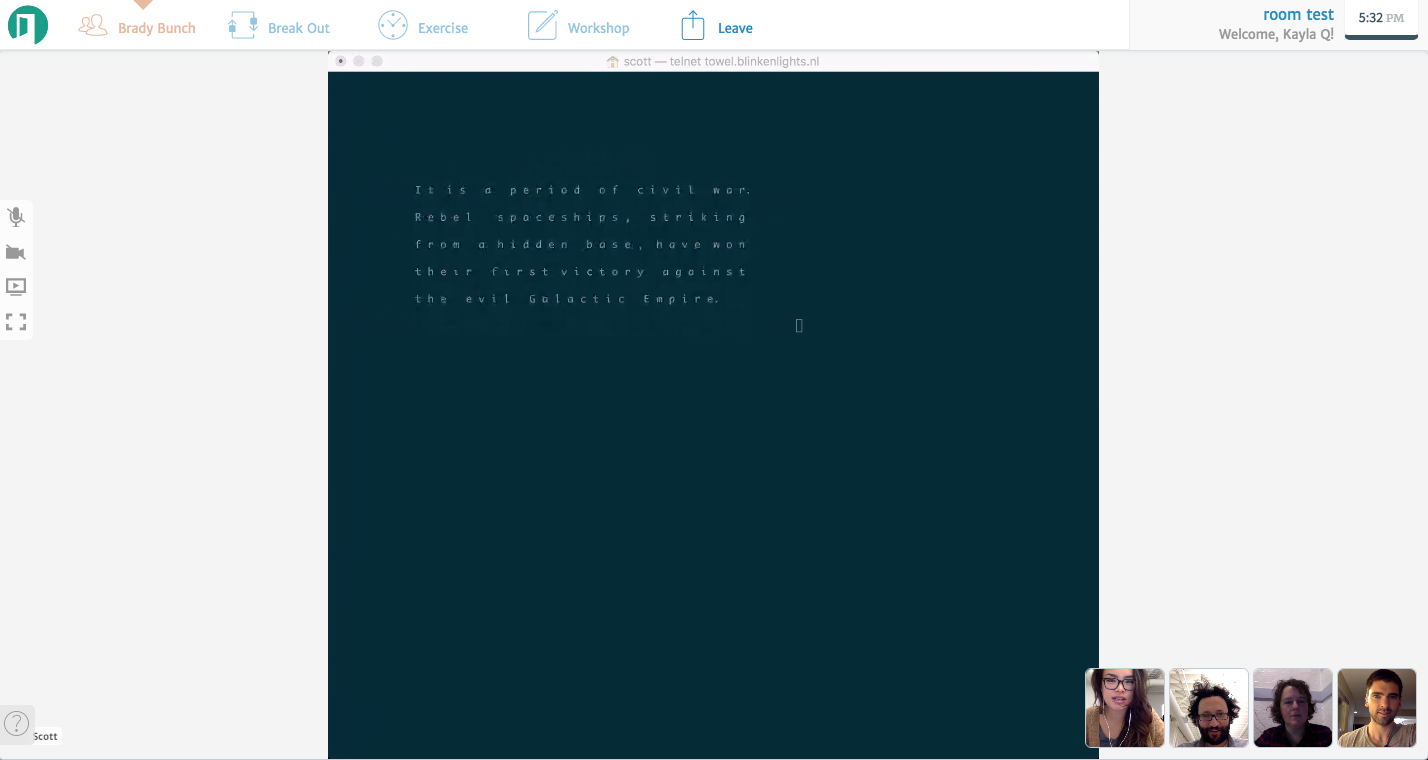 Brady Bunch
Break Out
Exercise
Workshop
Leave
room test
Welcome, Kayla Q!
5:32 PM
scott — telnet towel.blinkenlights.nl
It is a period of civil war.
Rebel spaceships, striking
from a hidden base, have won
their first victory against
the evil Galactic Empire.
?
Scott